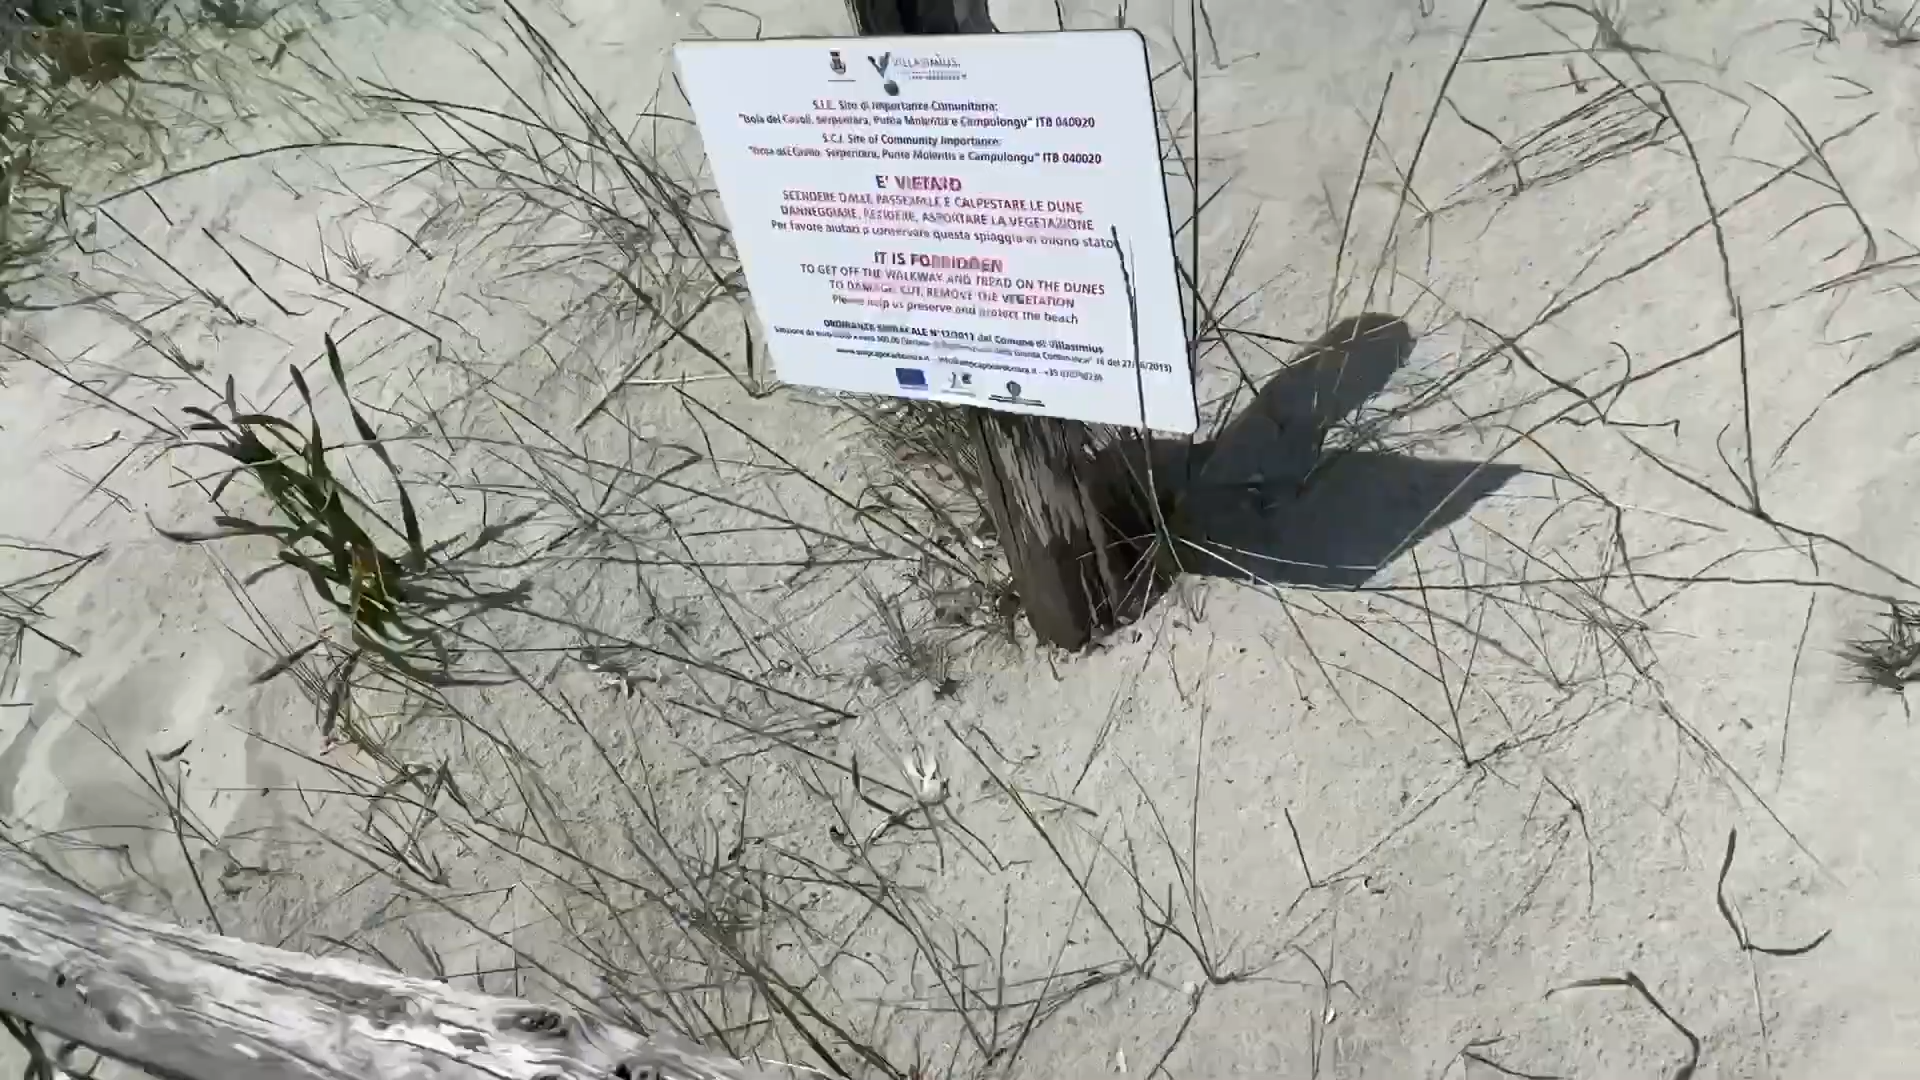 VILLASIMIUS
S.I.C. Sito di Importanza Comunitaria:
"Isola dei Cavoli, Serpentara, Punta Molentis e Campulongu" ITB 040020
S.C.I. Site of Community Importance:
"Isola dei Cavoli, Serpentara, Punta Molentis e Campulongu" ITB 040020
E' VIETATO
SCENDERE DALLE PASSERELLE E CALPESTARE LE DUNE
DANNEGGIARE, RECIDERE, ASPORTARE LA VEGETAZIONE
Per favore aiutaci a conservare questa spiaggia in buono stato
IT IS FORBIDDEN
TO GET OFF THE WALKWAY AND TREAD ON THE DUNES
TO DAMAGE, CUT, REMOVE THE VEGETATION
Please help us preserve and protect the beach
ORDINANZA SINDACALE N°12/2013 del Comune di Villasimius